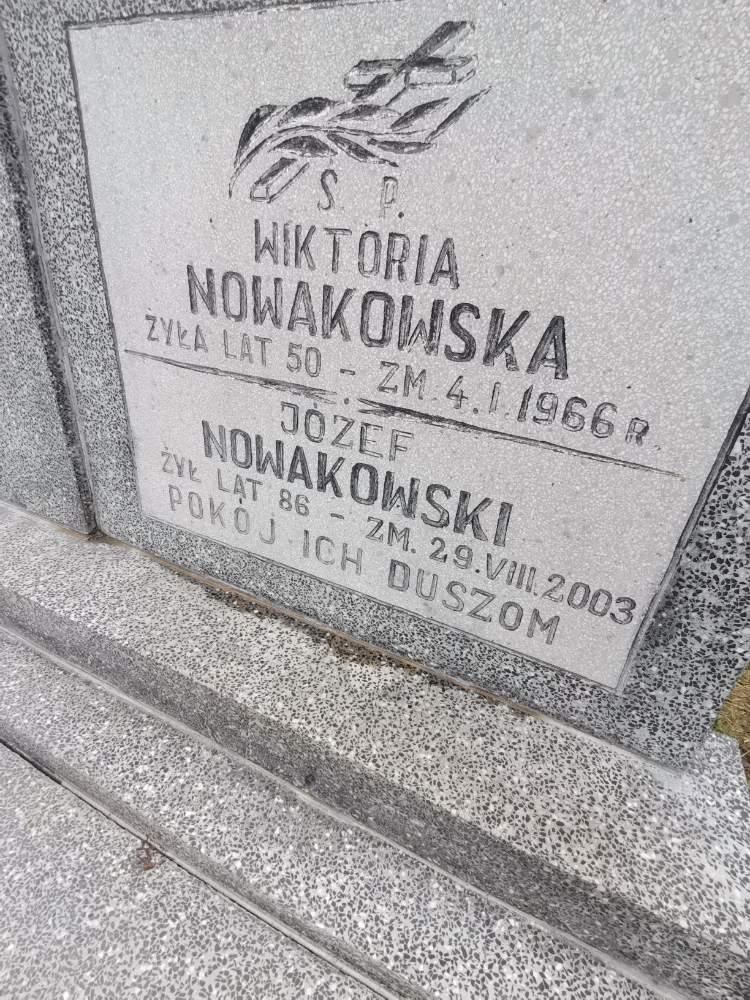 Ś. P.
WIKTORIA
NOWAKOWSKA
ŻYŁA LAT 50 - ZM. 4.I.1966 R.
JÓZEF
NOWAKOWSKI
ŻYŁ LAT 86 - ZM. 29.VIII.2003
POKÓJ ICH DUSZOM